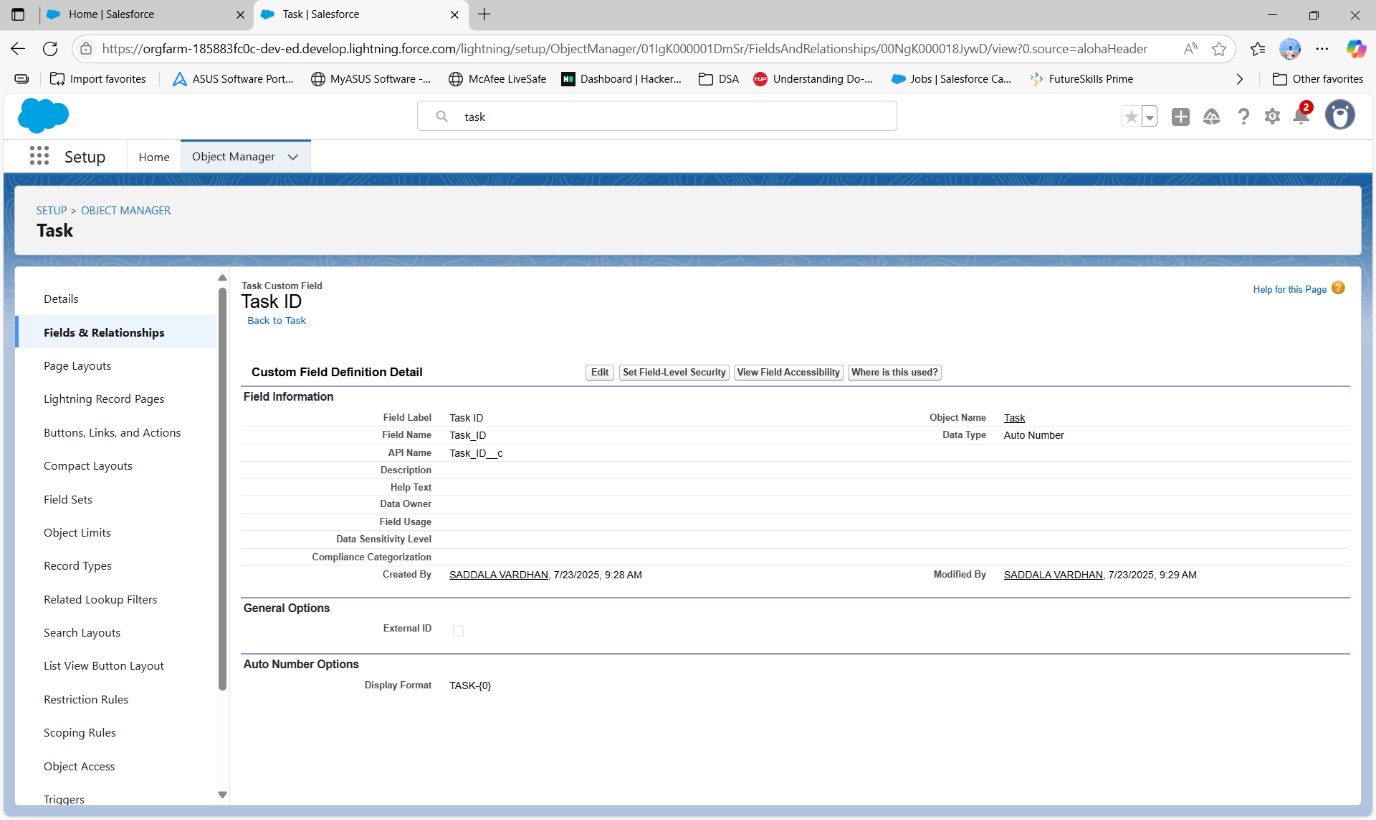 Home | Salesforce
Task | Salesforce
https://orgfarm-185883fc0c-dev-ed.develop.lightning.force.com/lightning/setup/ObjectManager/01IgK000001DmSr/FieldsAndRelationships/00NgK000018JywD/view?0.source=alohaHeader
Import favorites
ASUS Software Port...
MyASUS Software -...
McAfee LiveSafe
Dashboard | Hacker...
DSA
Understanding Do-...
Jobs | Salesforce Ca...
FutureSkills Prime
Other favorites
task
2
Setup
Home
Object Manager
SETUP > OBJECT MANAGER
Task
Details
Fields & Relationships
Page Layouts
Lightning Record Pages
Buttons, Links, and Actions
Compact Layouts
Field Sets
Object Limits
Record Types
Related Lookup Filters
Search Layouts
List View Button Layout
Restriction Rules
Scoping Rules
Object Access
Triggers
Task Custom Field
Task ID
Back to Task
Help for this Page
Custom Field Definition Detail
Edit
Set Field-Level Security
View Field Accessibility
Where is this used?
Field Information
Field Label Task ID
Object Name Task
Field Name Task_ID
Data Type Auto Number
API Name Task_ID__c
Description
Help Text
Data Owner
Field Usage
Data Sensitivity Level
Compliance Categorization
Created By SADDALA VARDHAN, 7/23/2025, 9:28 AM
Modified By SADDALA VARDHAN, 7/23/2025, 9:29 AM
General Options
External ID
Auto Number Options
Display Format TASK-{0}